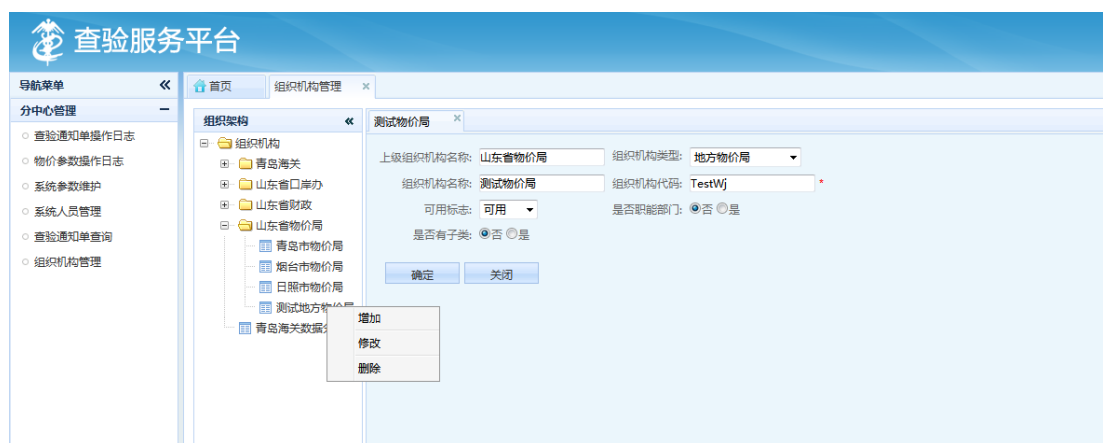 查验服务平台
导航菜单
首页
组织机构管理
分中心管理
查验通知单操作日志
物价参数操作日志
系统参数维护
系统人员管理
查验通知单查询
组织机构管理
组织架构
组织机构
青岛海关
山东省口岸办
山东省财政
山东省物价局
青岛市物价局
烟台市物价局
日照市物价局
测试地方物价局
青岛海关数据
测试物价局
上级组织机构名称: 山东省物价局 组织机构类型: 地方物价局
组织机构名称: 测试物价局 组织机构代码: TestWj *
可用标志: 可用 是否职能部门: 否 是
是否有子类: 否 是
确定 关闭
增加
修改
删除